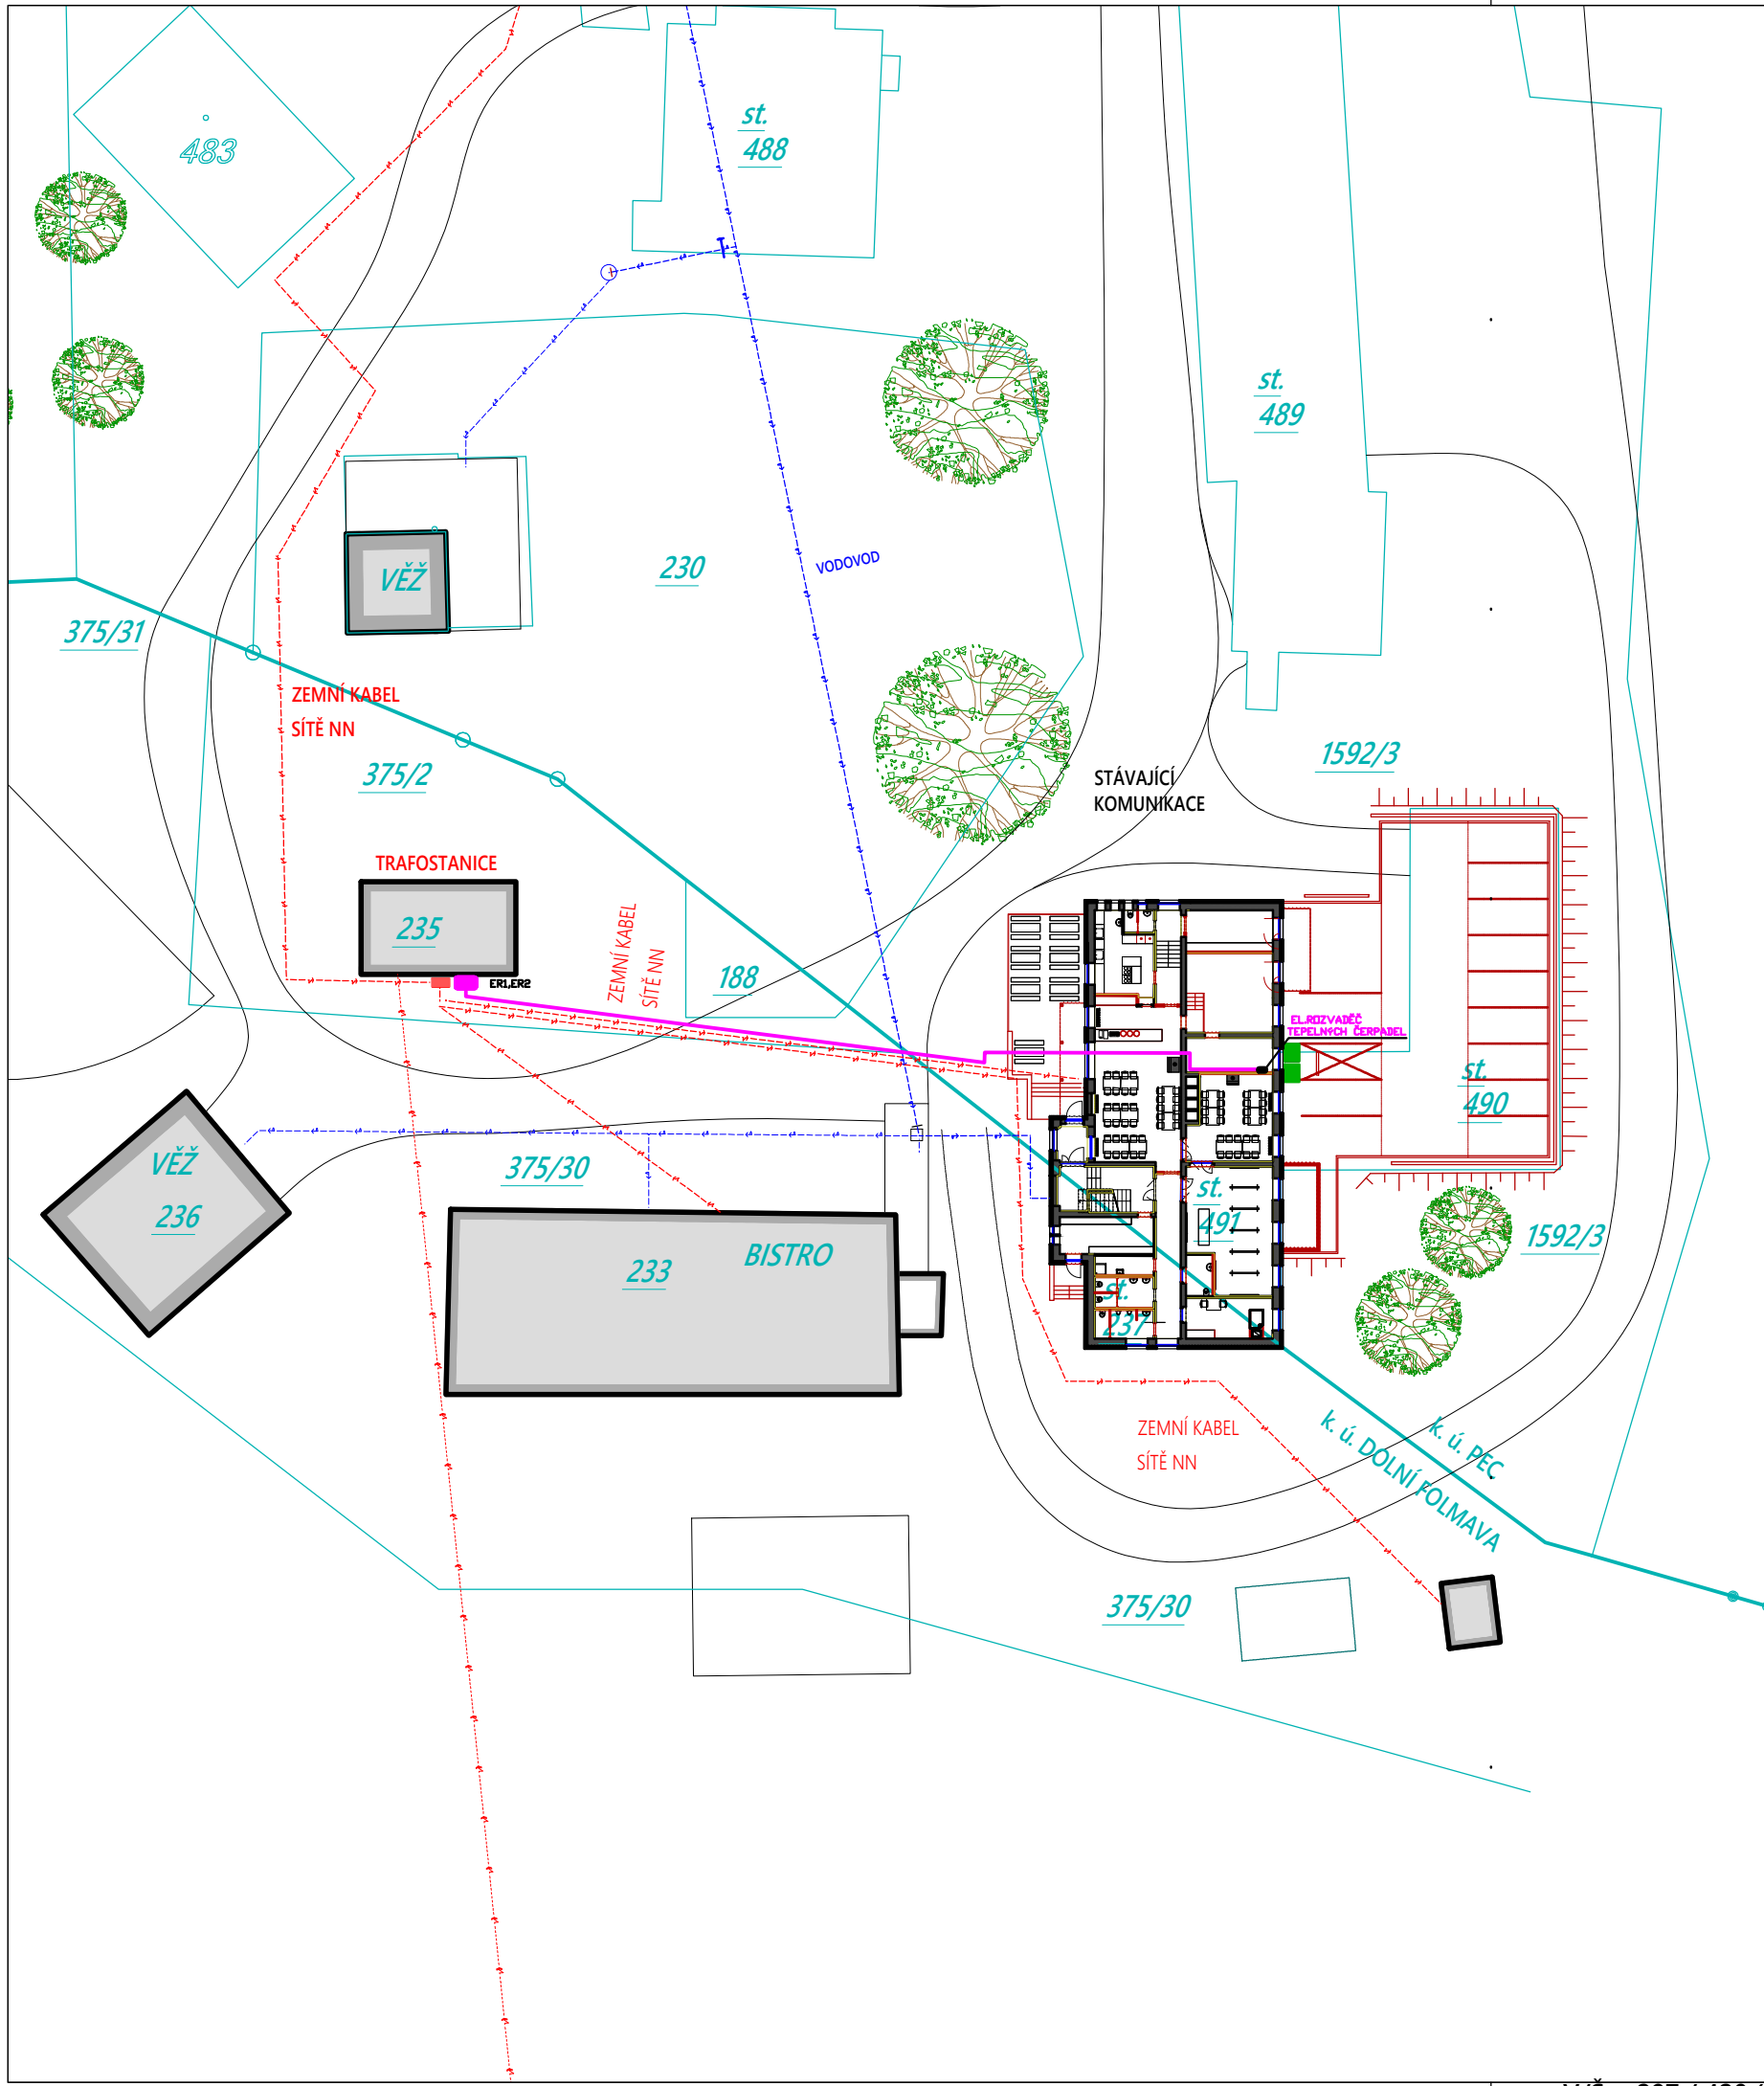 483
st.
488
st.
489
VODOVOD
230
VĚŽ
375/31
ZEMNÍ KABEL
SÍTĚ NN
375/2
1592/3
STÁVAJÍCÍ
KOMUNIKACE
TRAFOSTANICE
235
ER1,ER2
ZEMNÍ KABEL
SÍTĚ NN
188
EL.ROZVADĚČ
TEPELNÝCH ČERPADEL
st.
490
VĚŽ
236
375/30
st.
491
1592/3
BISTRO
233
st.
237
ZEMNÍ KABEL
SÍTĚ NN
k. ú. PEC
k. ú. DOLNÍ FOLMAVA
375/30